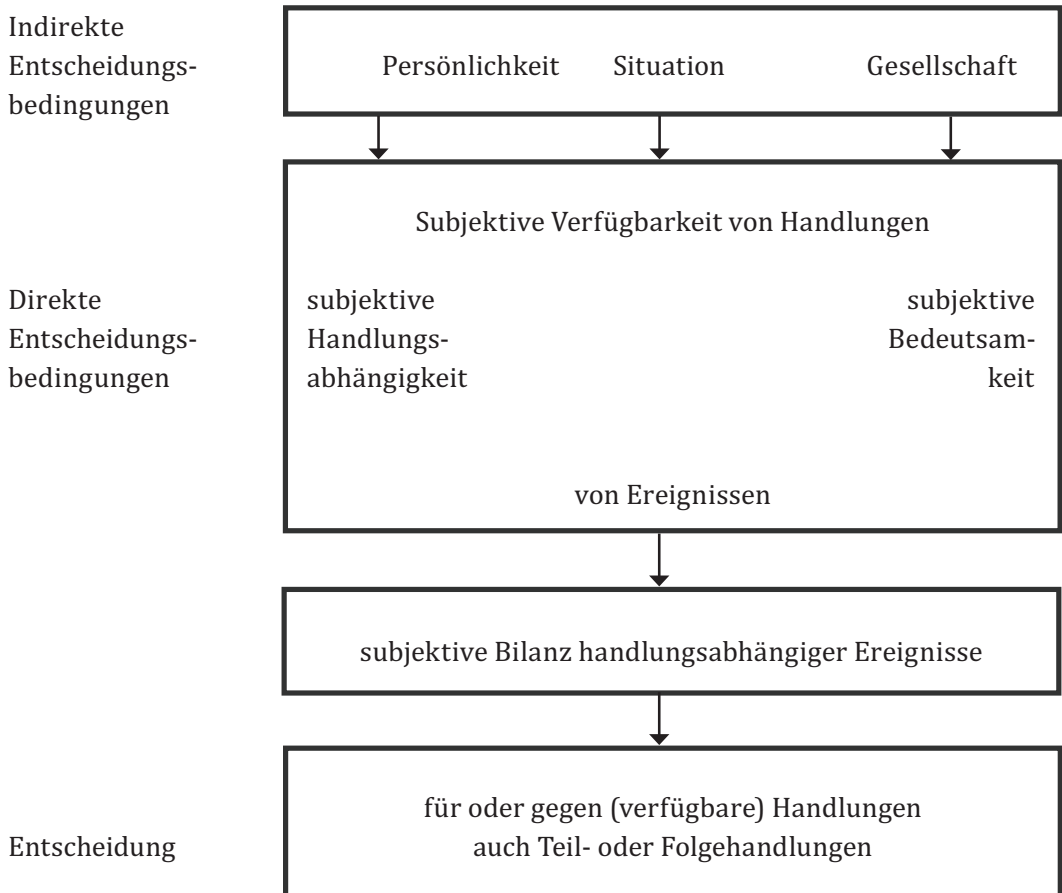 Indirekte
Entscheidungs-
bedingungen
Persönlichkeit Situation Gesellschaft
Subjektive Verfügbarkeit von Handlungen
Direkte
Entscheidungs-
bedingungen
subjektive
Handlungs-
abhängigkeit
subjektive
Bedeutsam-
keit
von Ereignissen
subjektive Bilanz handlungsabhängiger Ereignisse
Entscheidung
für oder gegen (verfügbare) Handlungen
auch Teil- oder Folgehandlungen